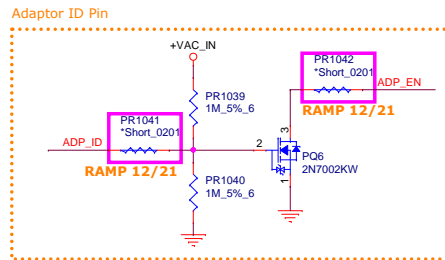 Adaptor ID Pin
+VAC_IN
PR1042
*Short_0201
ADP_EN
RAMP 12/21
PR1039
1M_5%_6
PR1041
*Short_0201
ADP_ID
RAMP 12/21
3
2
1
PQ6
2N7002KW
PR1040
1M_5%_6